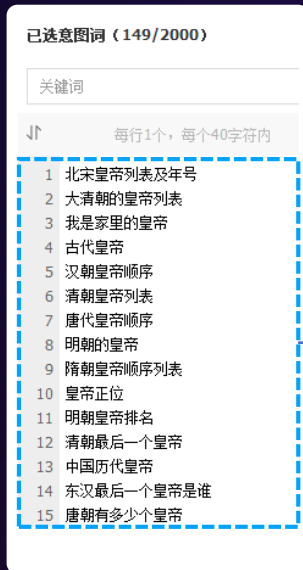 已选意图词（149/2000）
关键词
每行1个，每个40字符内
1 北宋皇帝列表及年号
2 大清朝的皇帝列表
3 我是家里的皇帝
4 古代皇帝
5 汉朝皇帝顺序
6 清朝皇帝列表
7 唐代皇帝顺序
8 明朝的皇帝
9 隋朝皇帝顺序列表
10 皇帝正位
11 明朝皇帝排名
12 清朝最后一个皇帝
13 中国历代皇帝
14 东汉最后一个皇帝是谁
15 唐朝有多少个皇帝